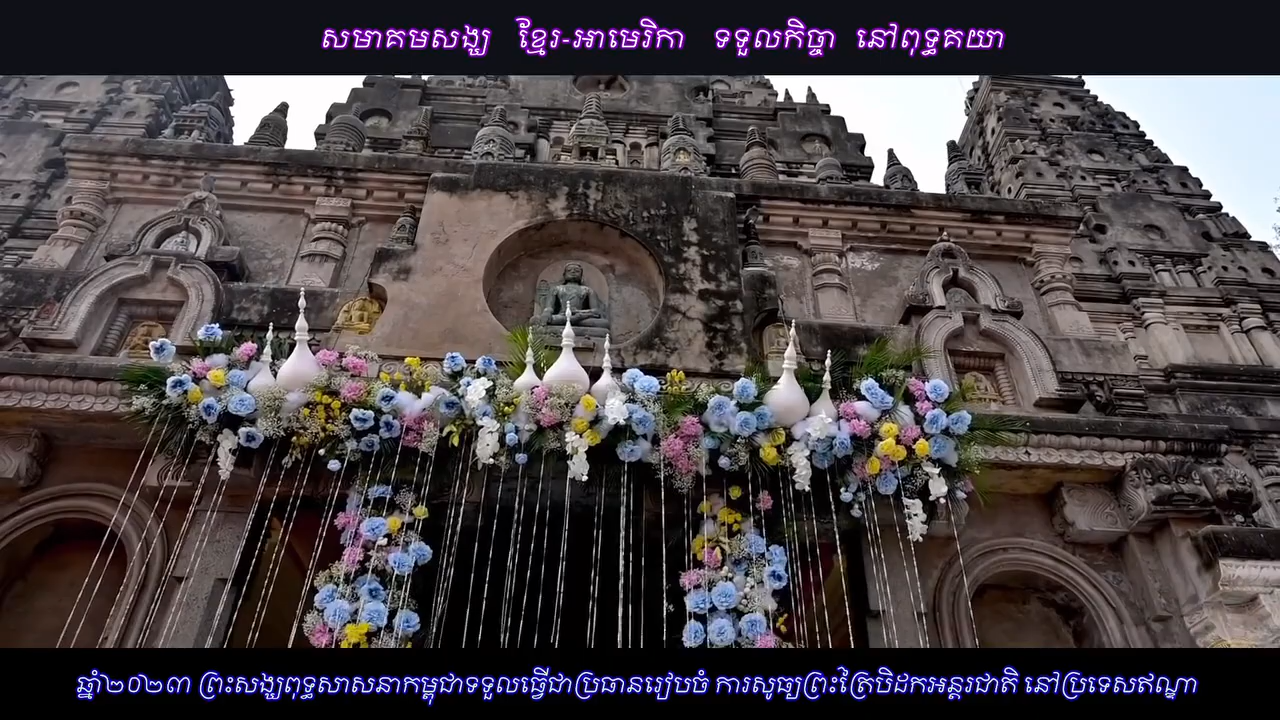 សមាគមសង្ឃ ខ្មែរ-អាមេរិកា ទទួលកិច្ចា នៅពុទ្ធគយា
ឆ្នាំ២០២៣ ព្រះសង្ឃពុទ្ធសាសនាកម្ពុជាទទួលធ្វើជាប្រធានរៀបចំ ការសូធ្យព្រះត្រៃបិដកអន្តរជាតិ នៅប្រទេសឥណ្ឌា